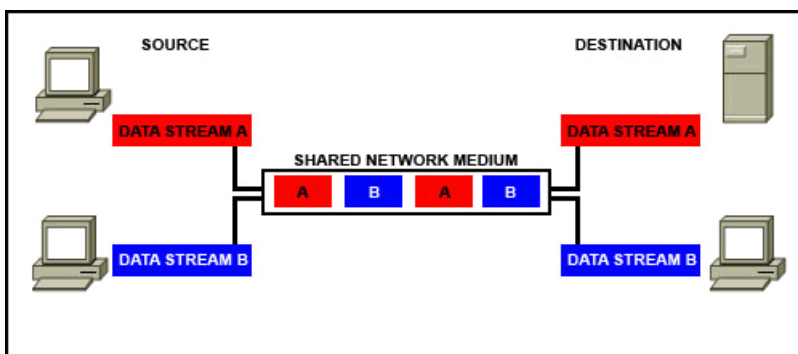 SOURCE
DESTINATION
DATA STREAM A
DATA STREAM A
SHARED NETWORK MEDIUM
A B A B
DATA STREAM B
DATA STREAM B